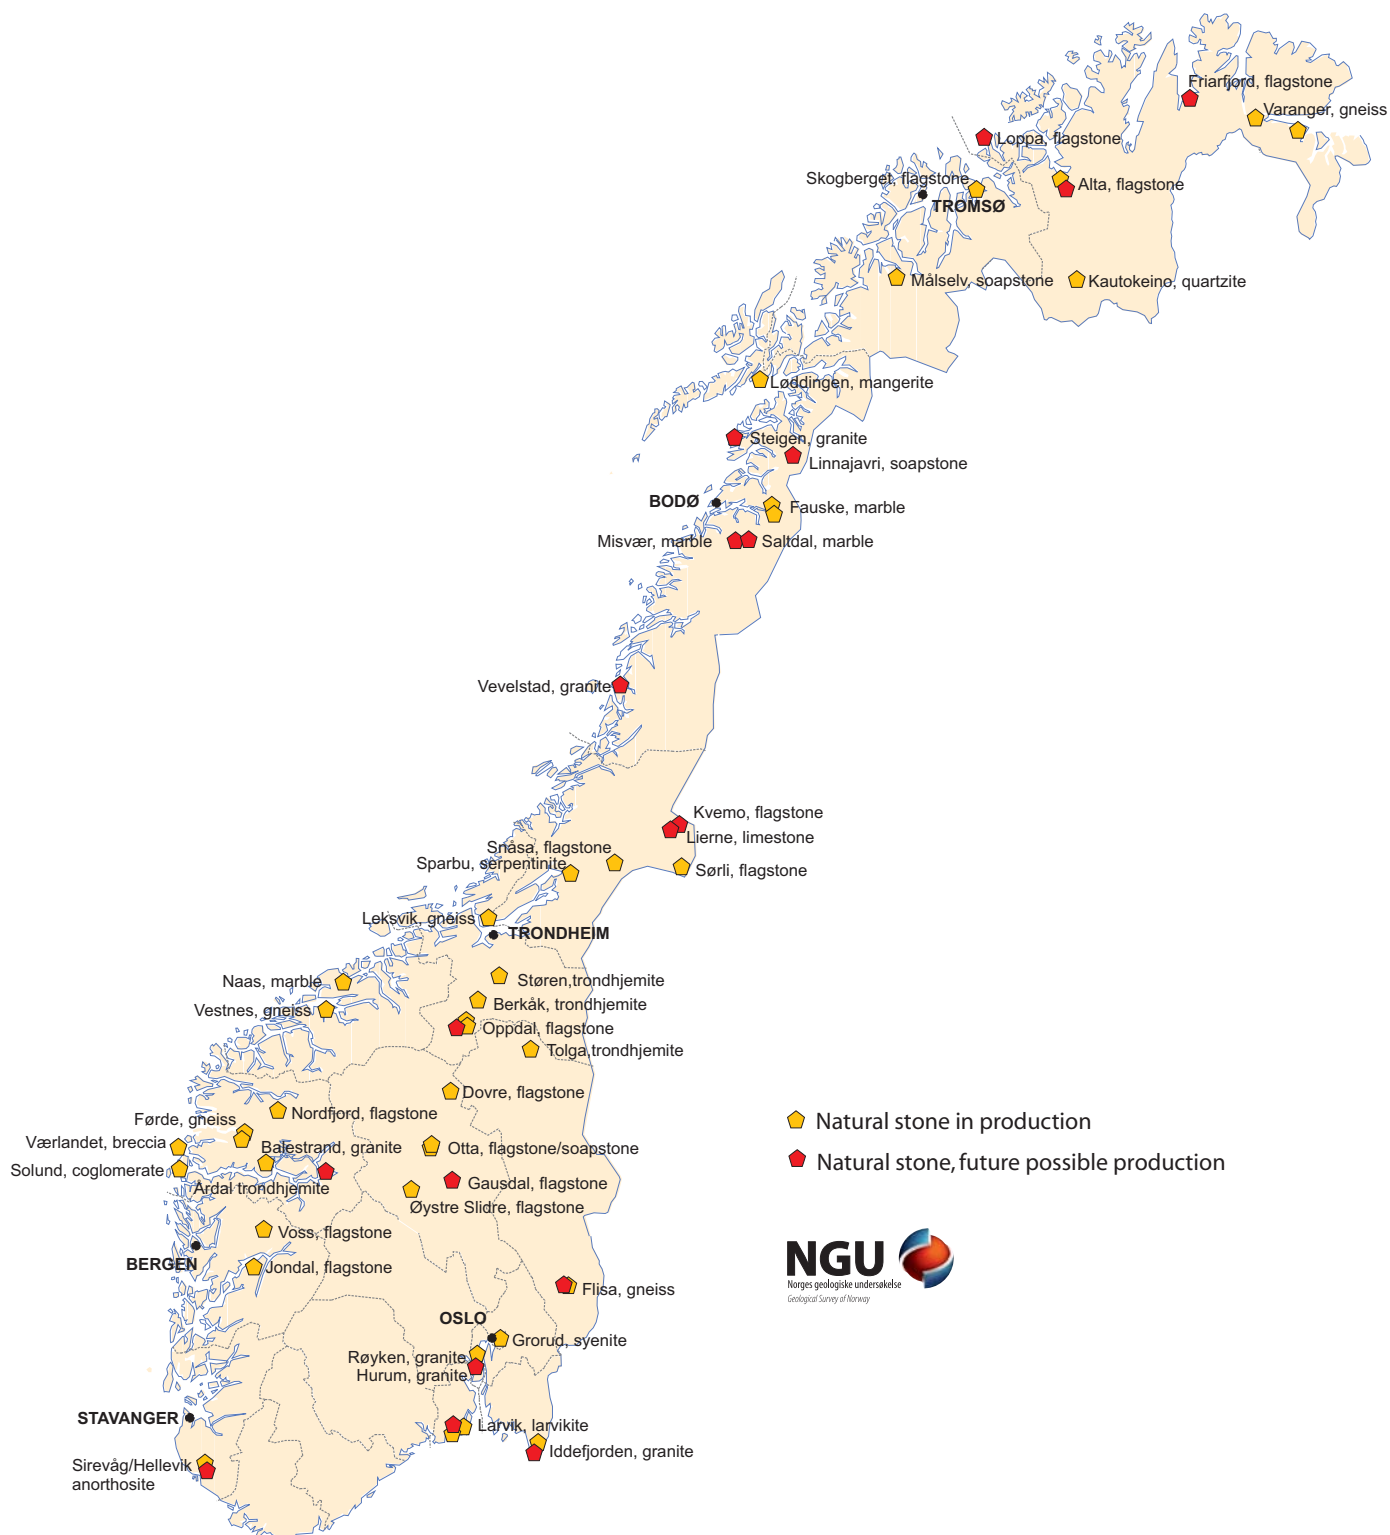 Friarfjord, flagstone
Varanger, gneiss
Loppa, flagstone
Skogberget, flagstone
Alta, flagstone
TROMSØ
Målselv, soapstone
Kautokeino, quartzite
Løddingen, mangerite
Steigen, granite
Linnajavri, soapstone
BODØ
Fauske, marble
Misvær, marble
Saltdal, marble
Vevelstad, granite
Kvemo, flagstone
Lierne, limestone
Snåsa, flagstone
Sparbu, serpentinite
Sørli, flagstone
Leksvik, gneiss
TRONDHEIM
Naas, marble
Støren,trondhjemite
Berkåk, trondhjemite
Vestnes, gneiss
Oppdal, flagstone
Tolga,trondhjemite
Dovre, flagstone
Nordfjord, flagstone
Førde, gneiss
Værlandet, breccia
Balestrand, granite
Otta, flagstone/soapstone
Solund, coglomerate
Årdal trondhjemite
Gausdal, flagstone
Øystre Slidre, flagstone
Voss, flagstone
BERGEN
Jondal, flagstone
Flisa, gneiss
OSLO
Grorud, syenite
Røyken, granite
Hurum, granite
STAVANGER
Larvik, larvikite
Iddefjorden, granite
Sirevåg/Hellevik
anorthosite
Natural stone in production
Natural stone, future possible production
NGU
Norges geologiske undersøkelse
Geological Survey of Norway